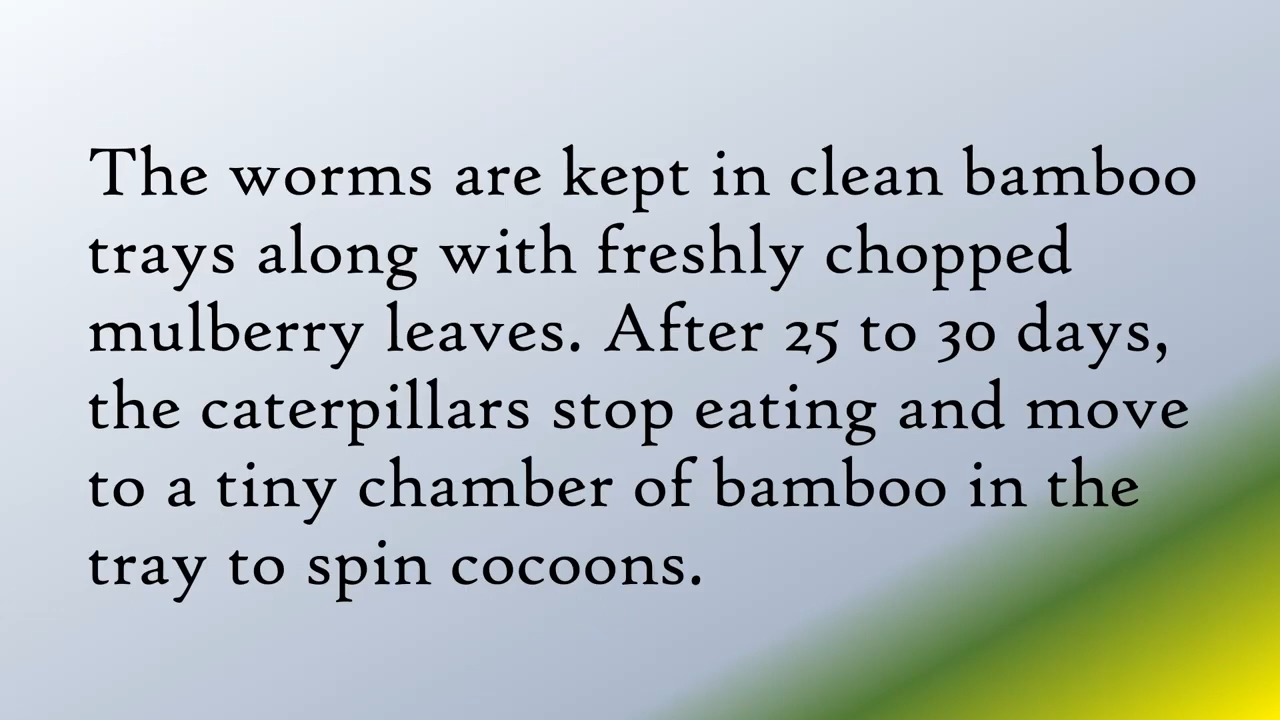 The worms are kept in clean bamboo
trays along with freshly chopped
mulberry leaves. After 25 to 30 days,
the caterpillars stop eating and move
to a tiny chamber of bamboo in the
tray to spin cocoons.